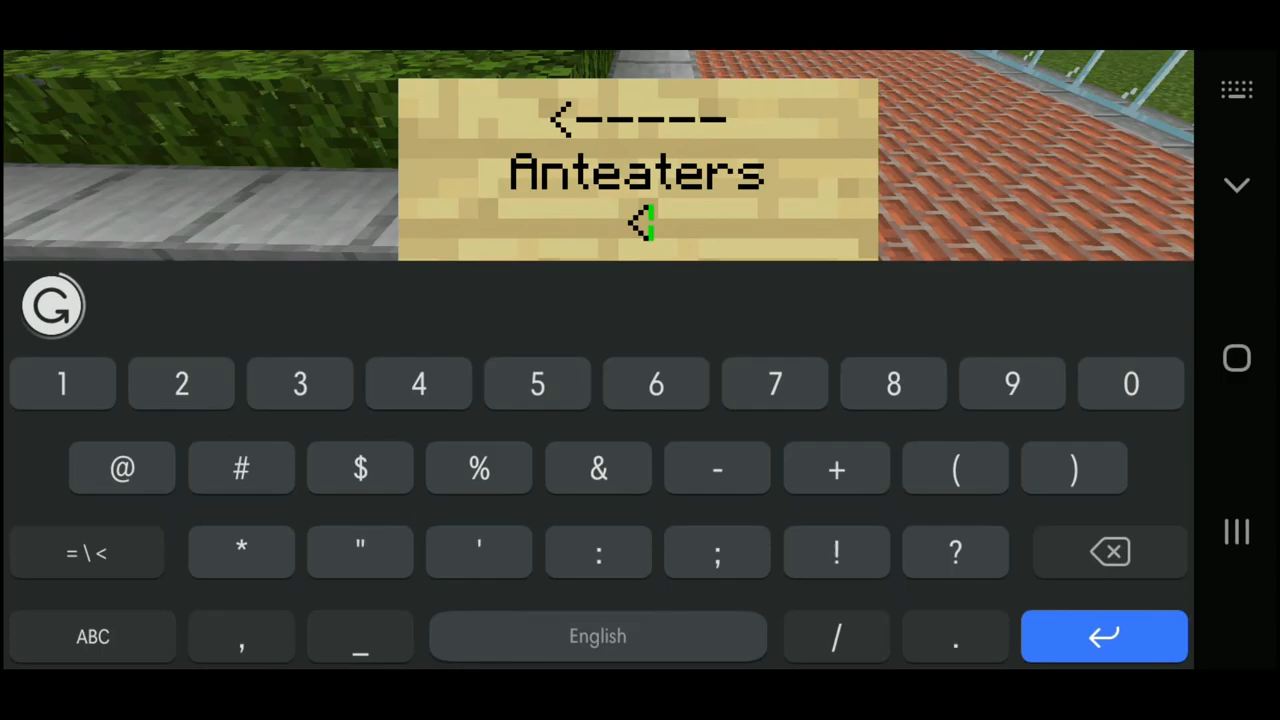 <-----
Anteaters
<
1 2 3 4 5 6 7 8 9 0
@ # $ % & - + ( )
= \ < * " ' : ; ! ?
ABC , _ English / .